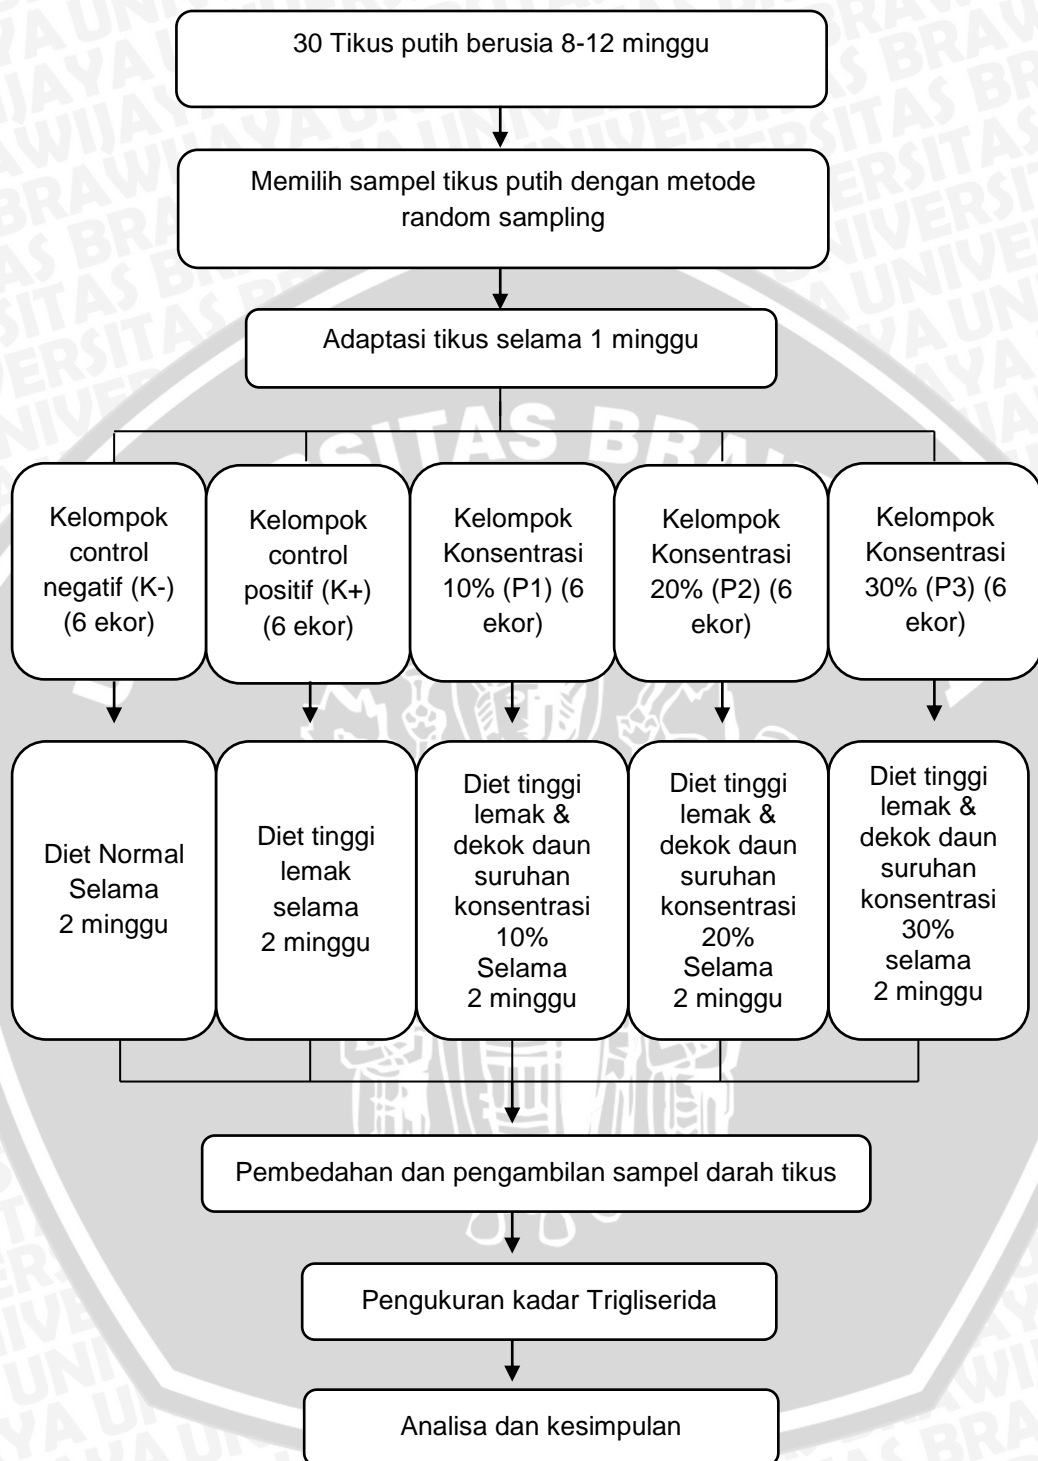 30 Tikus putih berusia 8-12 minggu
Memilih sampel tikus putih dengan metode
random sampling
Adaptasi tikus selama 1 minggu
Kelompok
control
negatif (K-)
(6 ekor)
Kelompok
control
positif (K+)
(6 ekor)
Kelompok
Konsentrasi
10% (P1) (6
ekor)
Kelompok
Konsentrasi
20% (P2) (6
ekor)
Kelompok
Konsentrasi
30% (P3) (6
ekor)
Diet Normal
Selama
2 minggu
Diet tinggi
lemak
selama
2 minggu
Diet tinggi
lemak &
dekok daun
suruhan
konsentrasi
10%
Selama
2 minggu
Diet tinggi
lemak &
dekok daun
suruhan
konsentrasi
20%
Selama
2 minggu
Diet tinggi
lemak &
dekok daun
suruhan
konsentrasi
30%
selama
2 minggu
Pembedahan dan pengambilan sampel darah tikus
Pengukuran kadar Trigliserida
Analisa dan kesimpulan